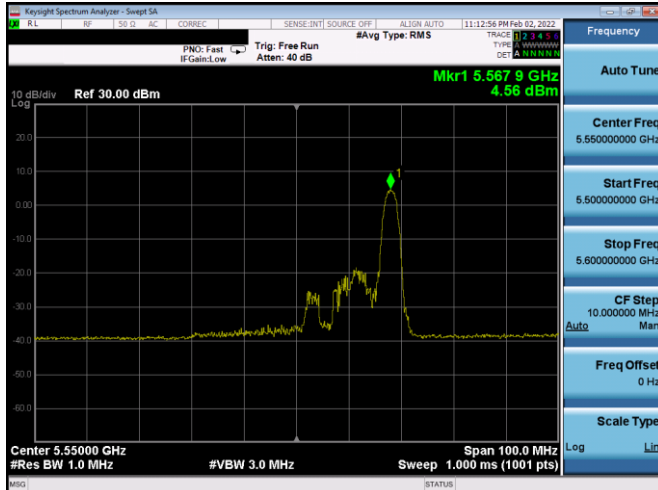 Keysight Spectrum Analyzer - Swept SA
RL RF 50 Ω AC CORREC SENSE:INT SOURCE OFF ALIGN AUTO 11:12:56 PM Feb 02, 2022
#Avg Type: RMS
TRACE 1 2 3 4 5 6
TYPE A WWWWW
DET A N N N N N
PNO: Fast Trig: Free Run
IFGain:Low Atten: 40 dB
Mkr1 5.567 9 GHz
4.56 dBm
10 dB/div Ref 30.00 dBm
Log
20.0
10.0
0.00
-10.0
-20.0
-30.0
-40.0
-50.0
-60.0
1
Center 5.55000 GHz Span 100.0 MHz
#Res BW 1.0 MHz #VBW 3.0 MHz Sweep 1.000 ms (1001 pts)
MSG STATUS
Frequency
Auto Tune
Center Freq
5.550000000 GHz
Start Freq
5.500000000 GHz
Stop Freq
5.600000000 GHz
CF Step
10.000000 MHz
Auto Man
Freq Offset
0 Hz
Scale Type
Log Lin